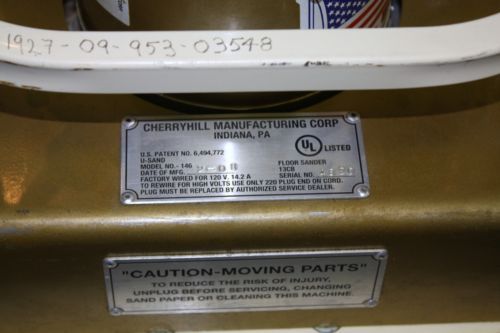 1927-09-953-03548
CHERRYHILL MANUFACTURING CORP
INDIANA, PA
U.S. PATENT NO. 6,494,772
U-SAND
MODEL NO.-146
FLOOR SANDER
13CB
DATE OF MFG.
SERIAL NO.
UL LISTED
FACTORY WIRED FOR 120 V. 14.2 A
TO REWIRE FOR HIGH VOLTS USE ONLY 220 PLUG END ON CORD.
PLUG MUST BE REPLACED BY AUTHORIZED SERVICE DEALER.
"CAUTION-MOVING PARTS"
TO REDUCE THE RISK OF INJURY,
UNPLUG BEFORE SERVICING, CHANGING
SAND PAPER OR CLEANING THIS MACHINE.